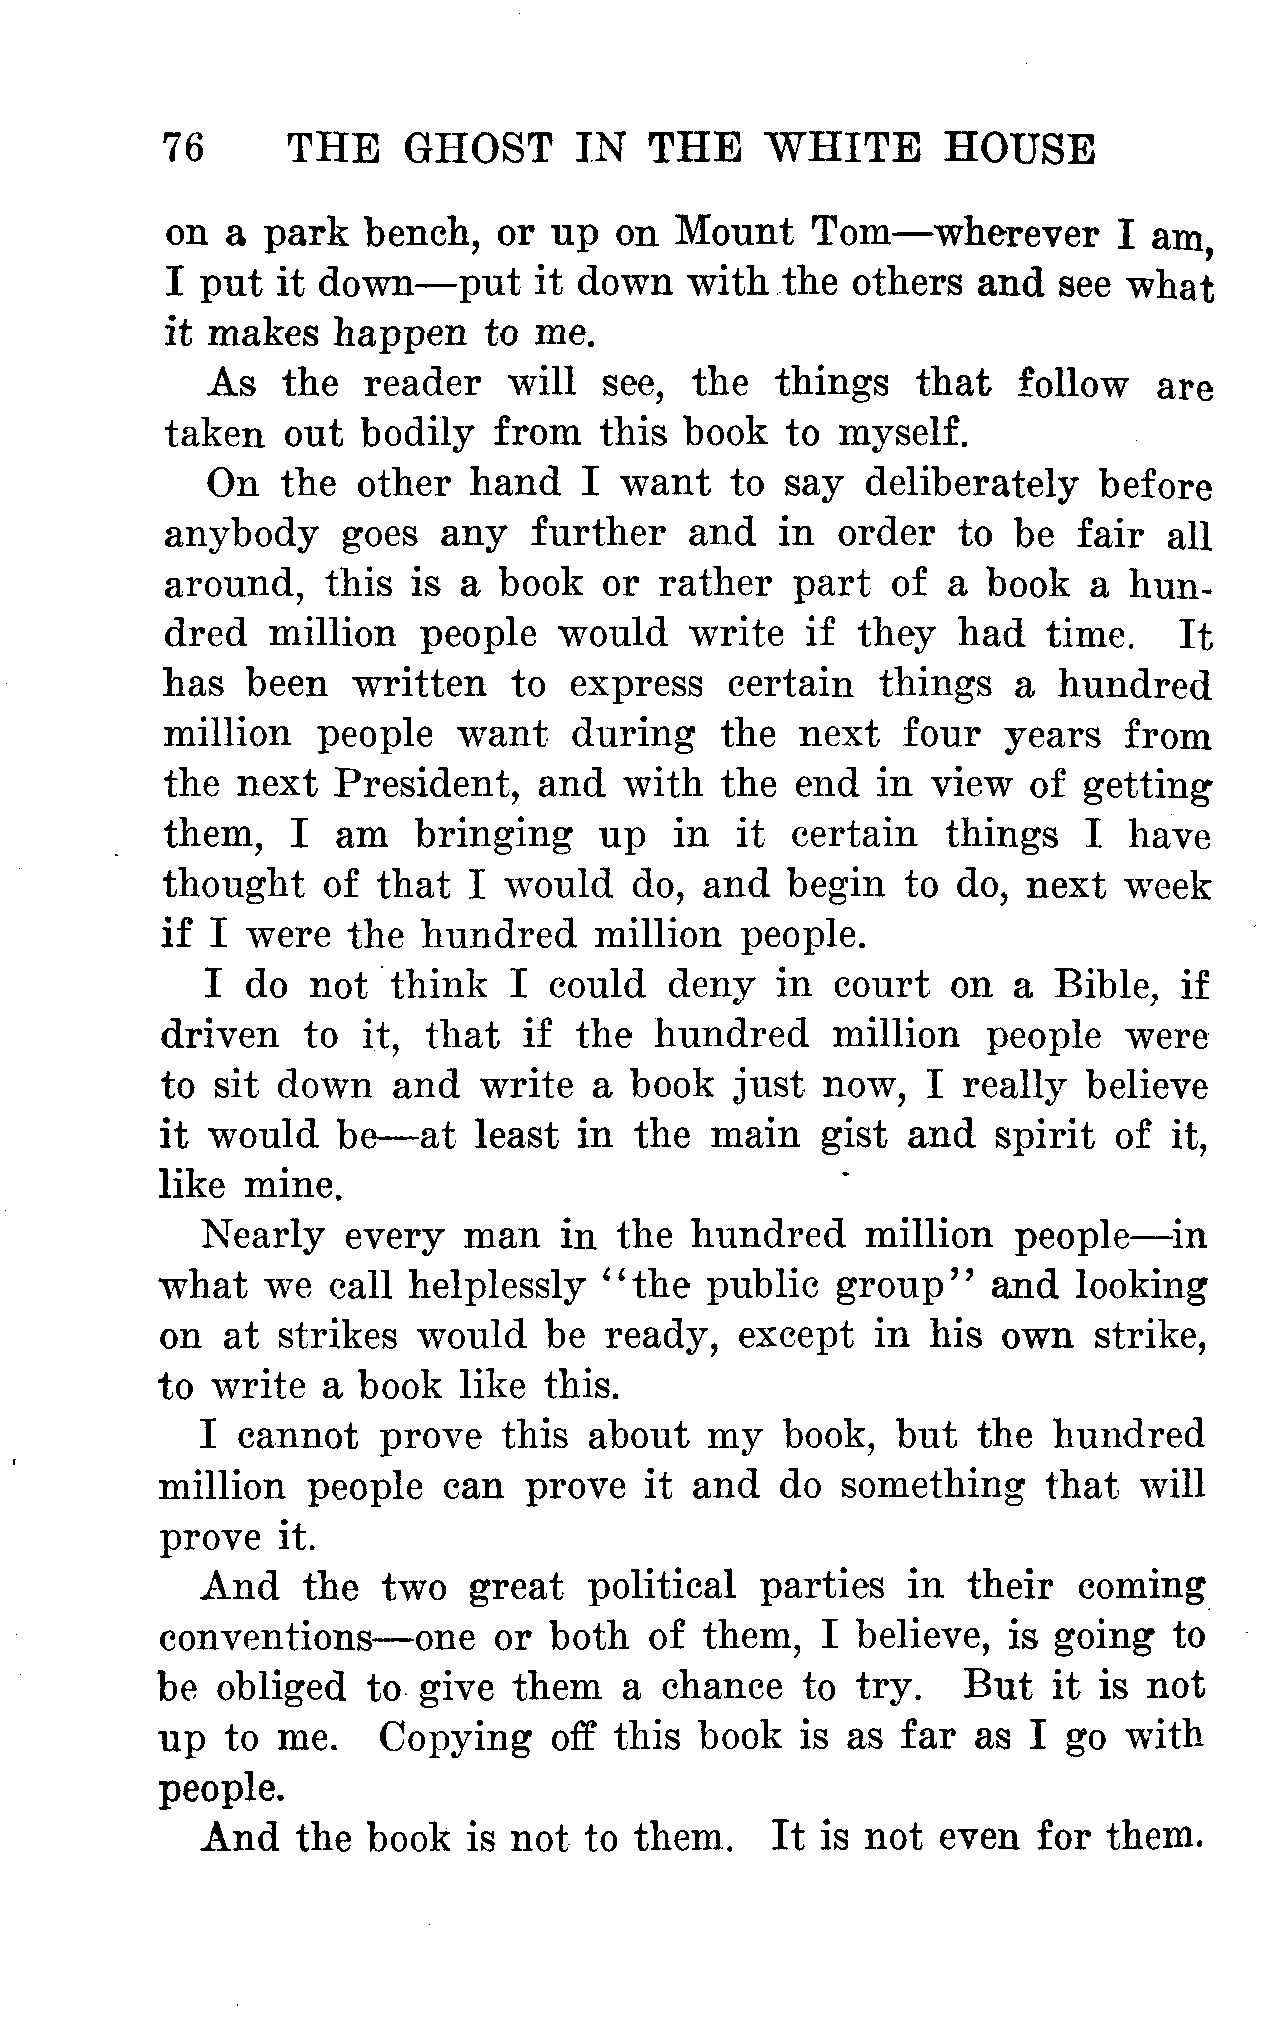 76 THE GHOST IN THE WHITE HOUSE
on a park bench, or up on Mount Tom—wherever I am,
I put it down—put it down with the others and see what
it makes happen to me.
As the reader will see, the things that follow are
taken out bodily from this book to myself.
On the other hand I want to say deliberately before
anybody goes any further and in order to be fair all
around, this is a book or rather part of a book a hun-
dred million people would write if they had time. It
has been written to express certain things a hundred
million people want during the next four years from
the next President, and with the end in view of getting
them, I am bringing up in it certain things I have
thought of that I would do, and begin to do, next week
if I were the hundred million people.
I do not think I could deny in court on a Bible, if
driven to it, that if the hundred million people were
to sit down and write a book just now, I really believe
it would be—at least in the main gist and spirit of it,
like mine.
Nearly every man in the hundred million people—in
what we call helplessly "the public group" and looking
on at strikes would be ready, except in his own strike,
to write a book like this.
I cannot prove this about my book, but the hundred
million people can prove it and do something that will
prove it.
And the two great political parties in their coming
conventions—one or both of them, I believe, is going to
be obliged to give them a chance to try. But it is not
up to me. Copying off this book is as far as I go with
people.
And the book is not to them. It is not even for them.